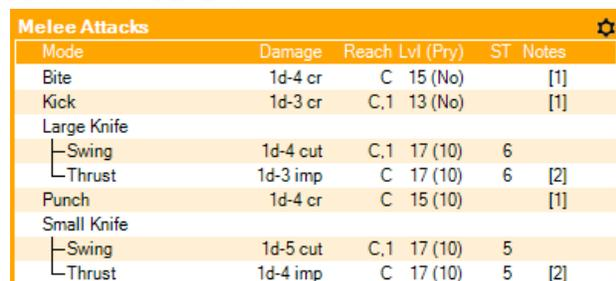 Melee Attacks
Mode Damage Reach Lvl (Pry) ST Notes
Bite 1d-4 cr C 15 (No) [1]
Kick 1d-3 cr C,1 13 (No) [1]
Large Knife
Swing 1d-4 cut C,1 17 (10) 6
Thrust 1d-3 imp C 17 (10) 6 [2]
Punch 1d-4 cr C 15 (10) [1]
Small Knife
Swing 1d-5 cut C,1 17 (10) 5
Thrust 1d-4 imp C 17 (10) 5 [2]